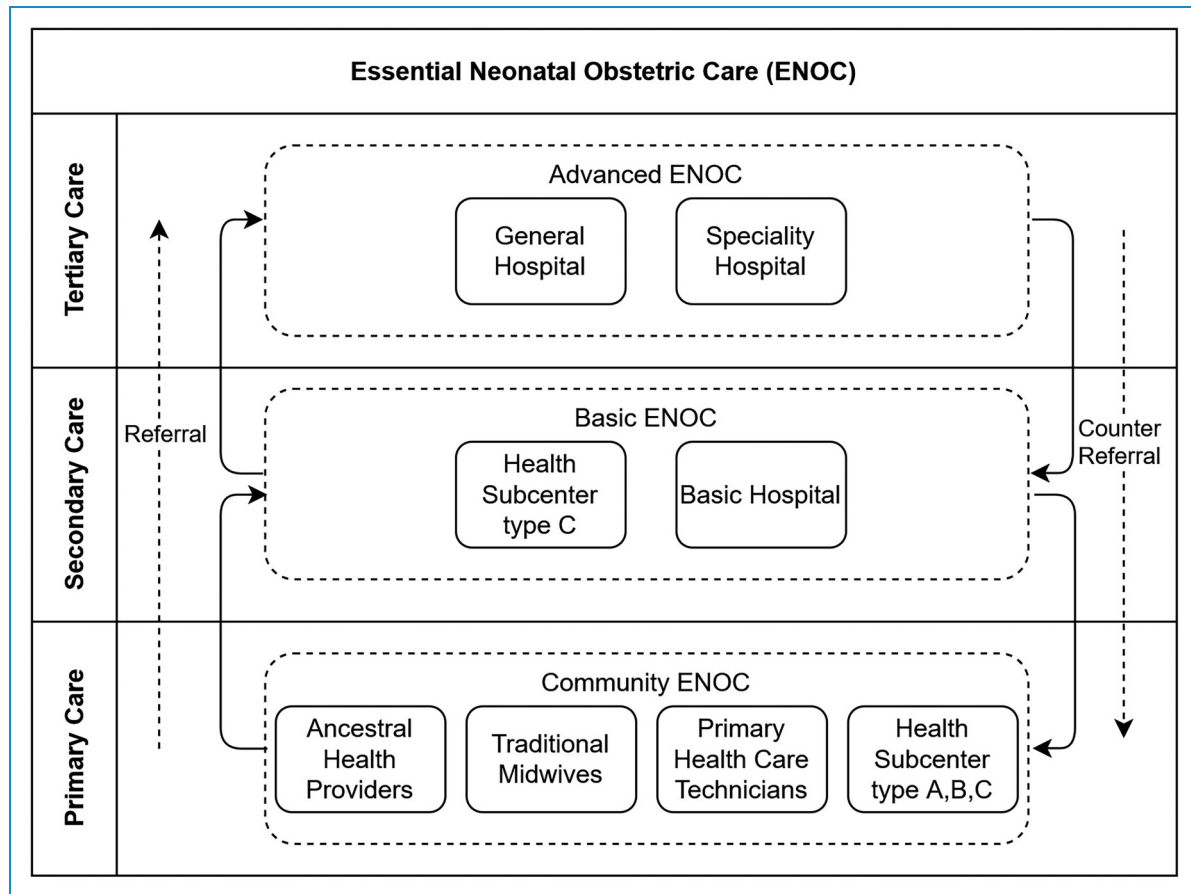 Essential Neonatal Obstetric Care (ENOC)
Tertiary Care
Advanced ENOC
General
Hospital
Speciality
Hospital
Secondary Care
Referral
Basic ENOC
Health
Subcenter
type C
Basic Hospital
Counter
Referral
Primary Care
Community ENOC
Ancestral
Health
Providers
Traditional
Midwives
Primary
Health Care
Technicians
Health
Subcenter
type A,B,C